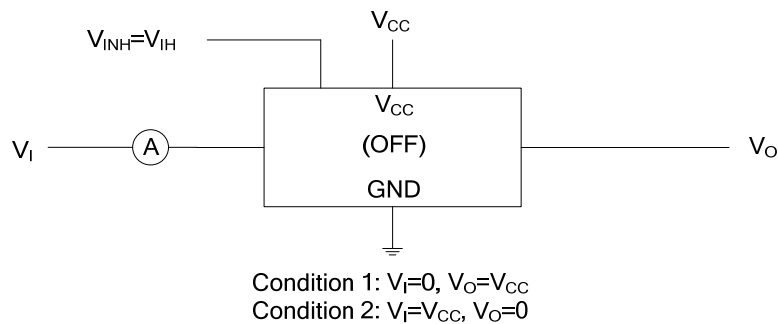 V_CC
V_INH=V_IH
V_CC
V_I
A
(OFF)
V_O
GND
Condition 1: V_I=0, V_O=V_CC
Condition 2: V_I=V_CC, V_O=0